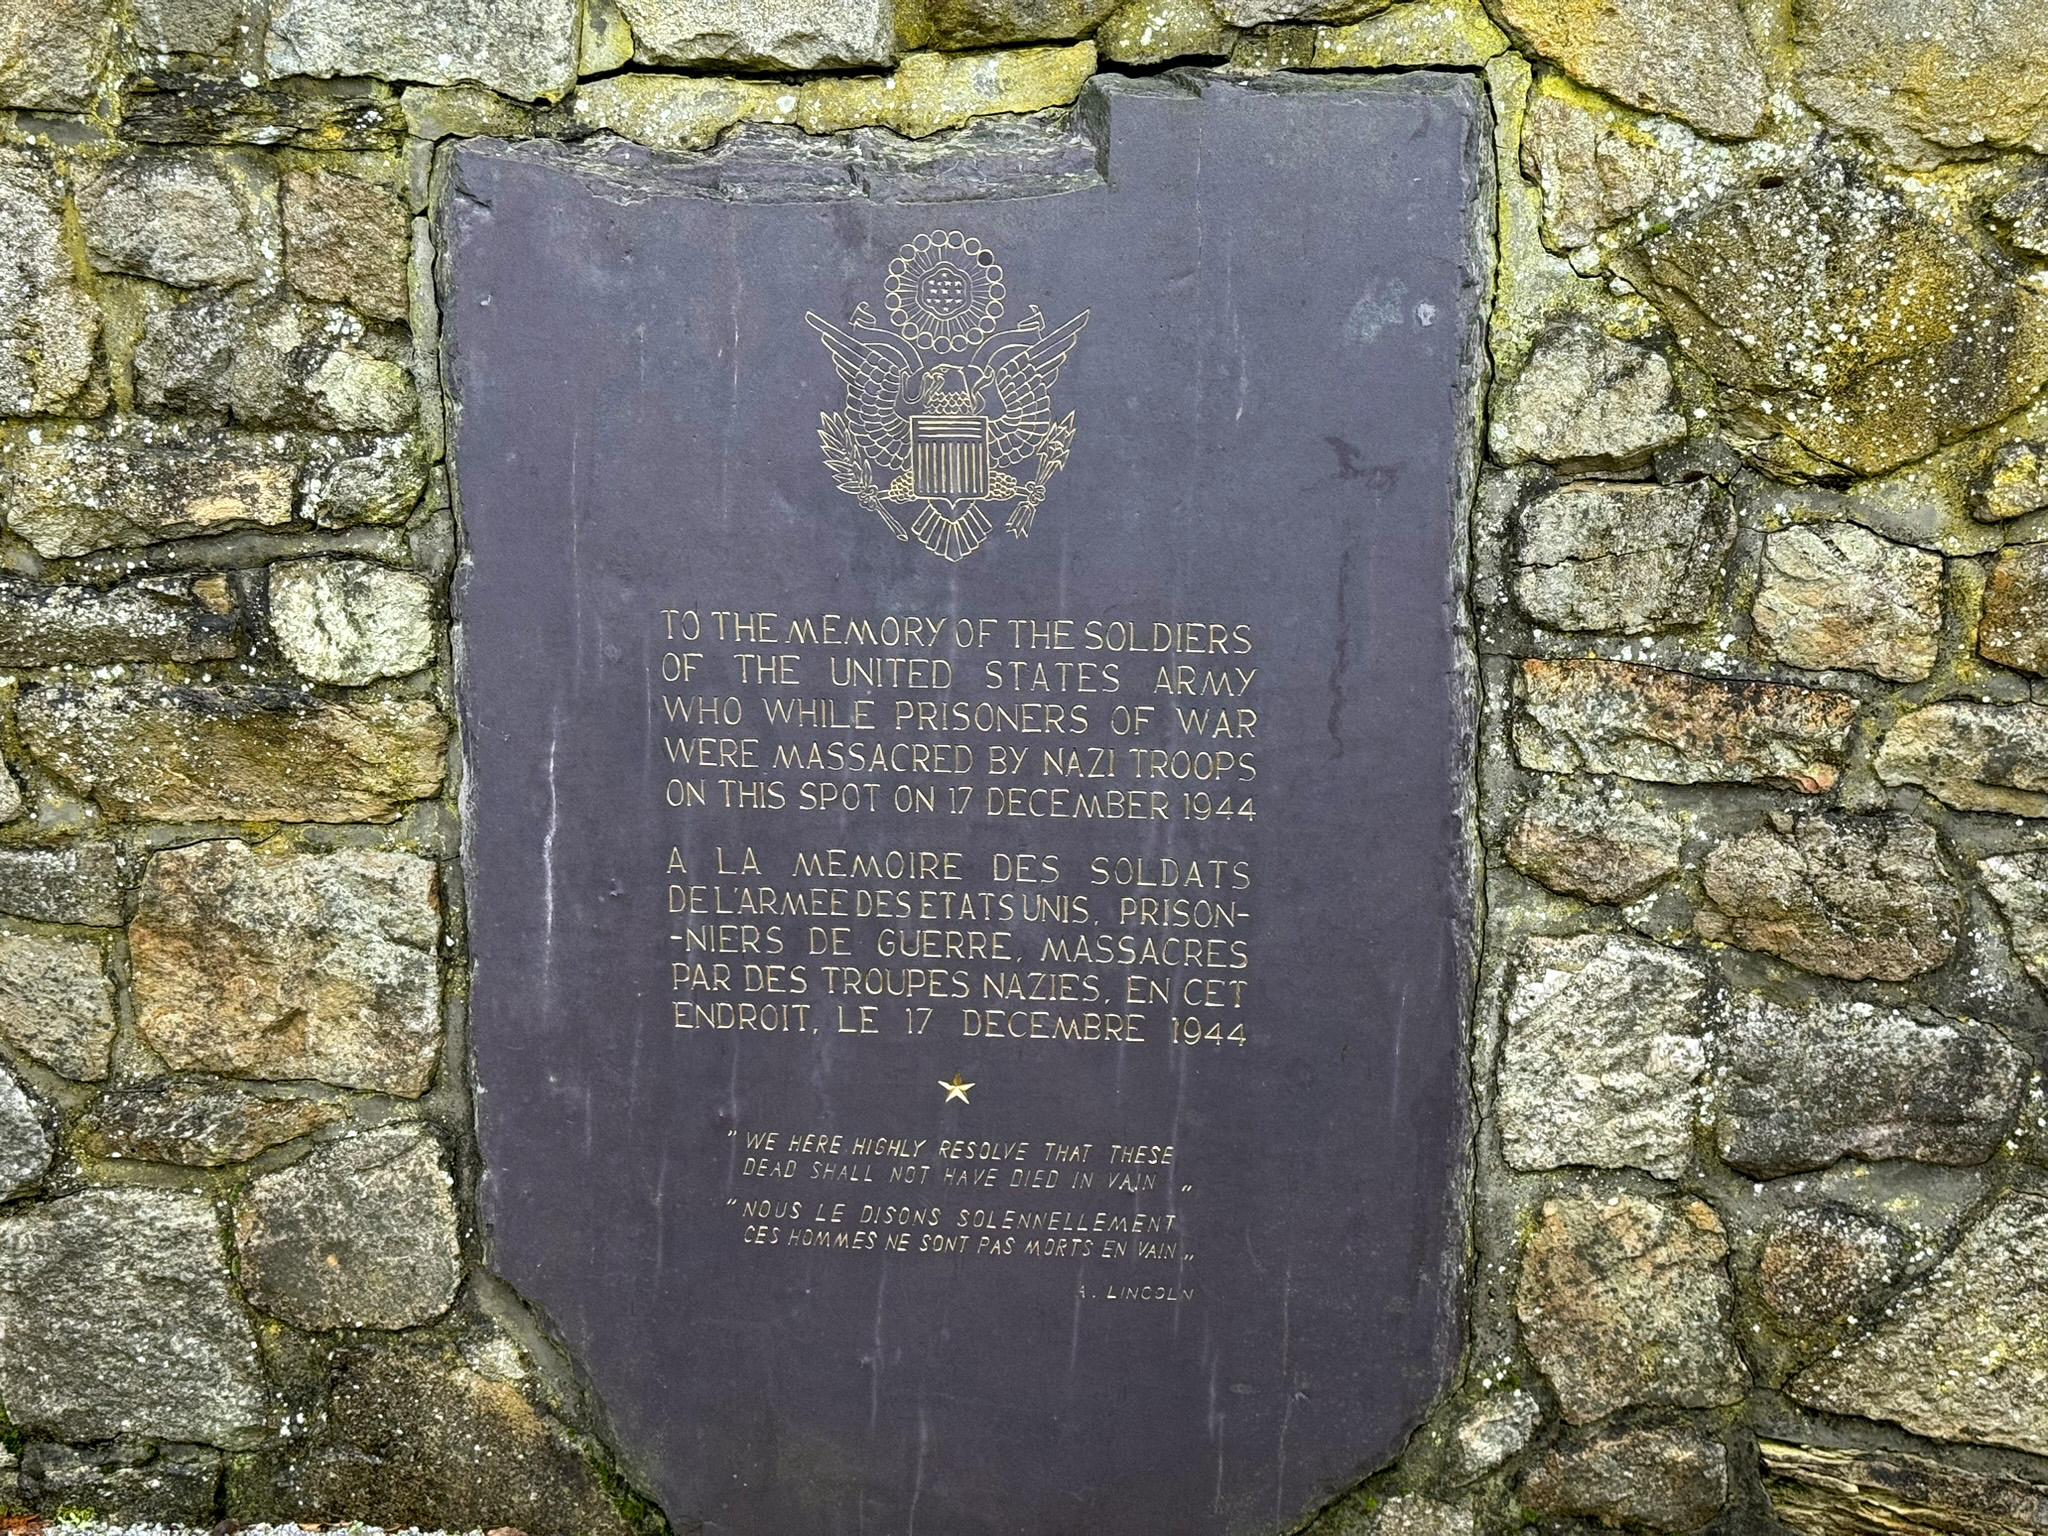 TO THE MEMORY OF THE SOLDIERS
OF THE UNITED STATES ARMY
WHO WHILE PRISONERS OF WAR
WERE MASSACRED BY NAZI TROOPS
ON THIS SPOT ON 17 DECEMBER 1944
A LA MEMOIRE DES SOLDATS
DE L'ARMEE DES ETATS UNIS, PRISON-
-NIERS DE GUERRE, MASSACRES
PAR DES TROUPES NAZIES, EN CET
ENDROIT, LE 17 DECEMBRE 1944
"WE HERE HIGHLY RESOLVE THAT THESE
DEAD SHALL NOT HAVE DIED IN VAIN „
"NOUS LE DISONS SOLENNELLEMENT
CES HOMMES NE SONT PAS MORTS EN VAIN „
A. LINCOLN